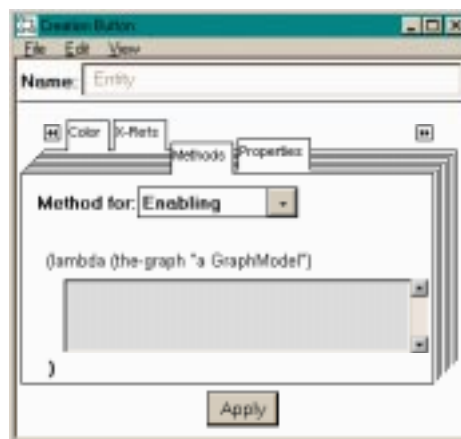 Creation Button
File Edit View
Name: Entity
Color X-Refs
Methods Properties
Method for: Enabling
(lambda (the-graph "a GraphModel")
)
Apply